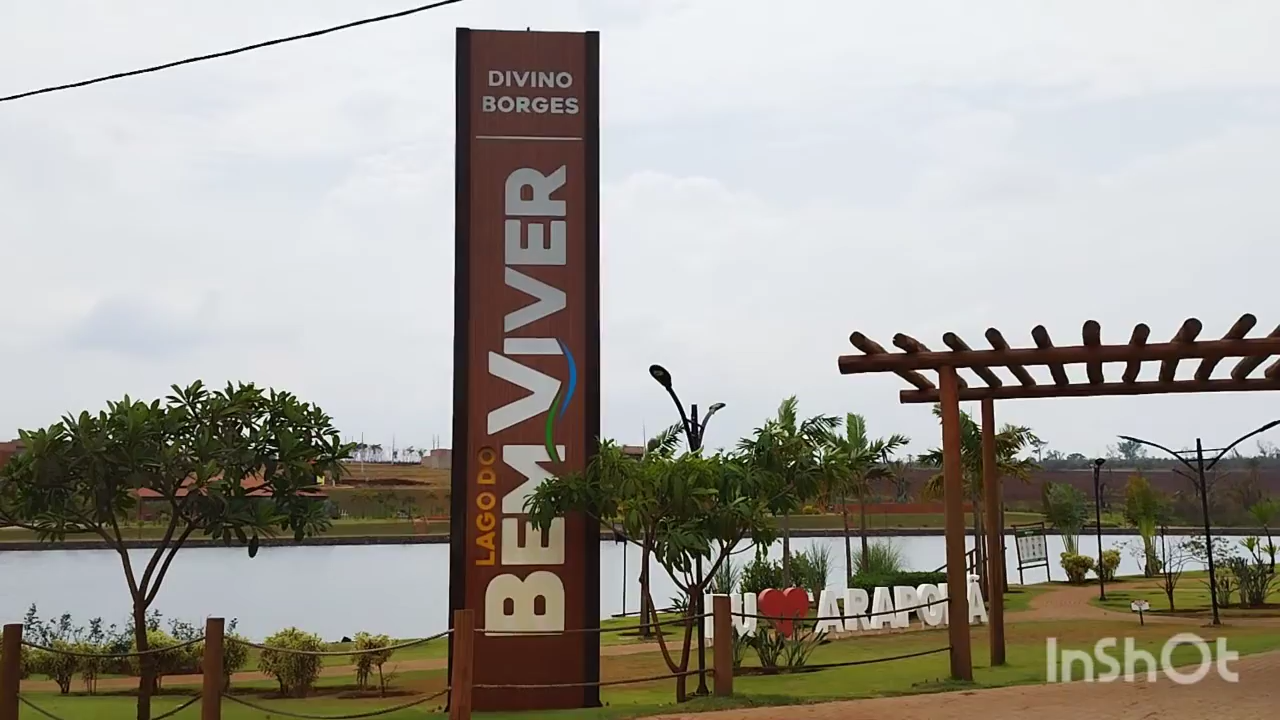 DIVINO
BORGES
LAGO DO
BEM VIVER
EU ARAPORÃ
InShOt